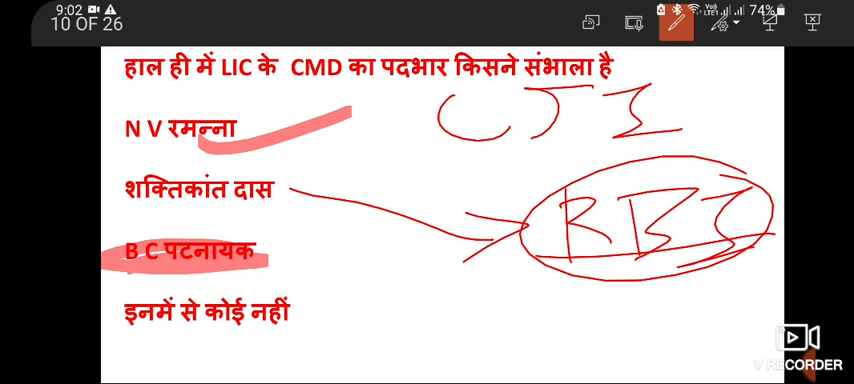 9:02 74%
10 OF 26
हाल ही में LIC के CMD का पदभार किसने संभाला है
CJI
N V रमन्ना
शक्तिकांत दास
RBI
B C पटनायक
इनमें से कोई नहीं
V RECORDER